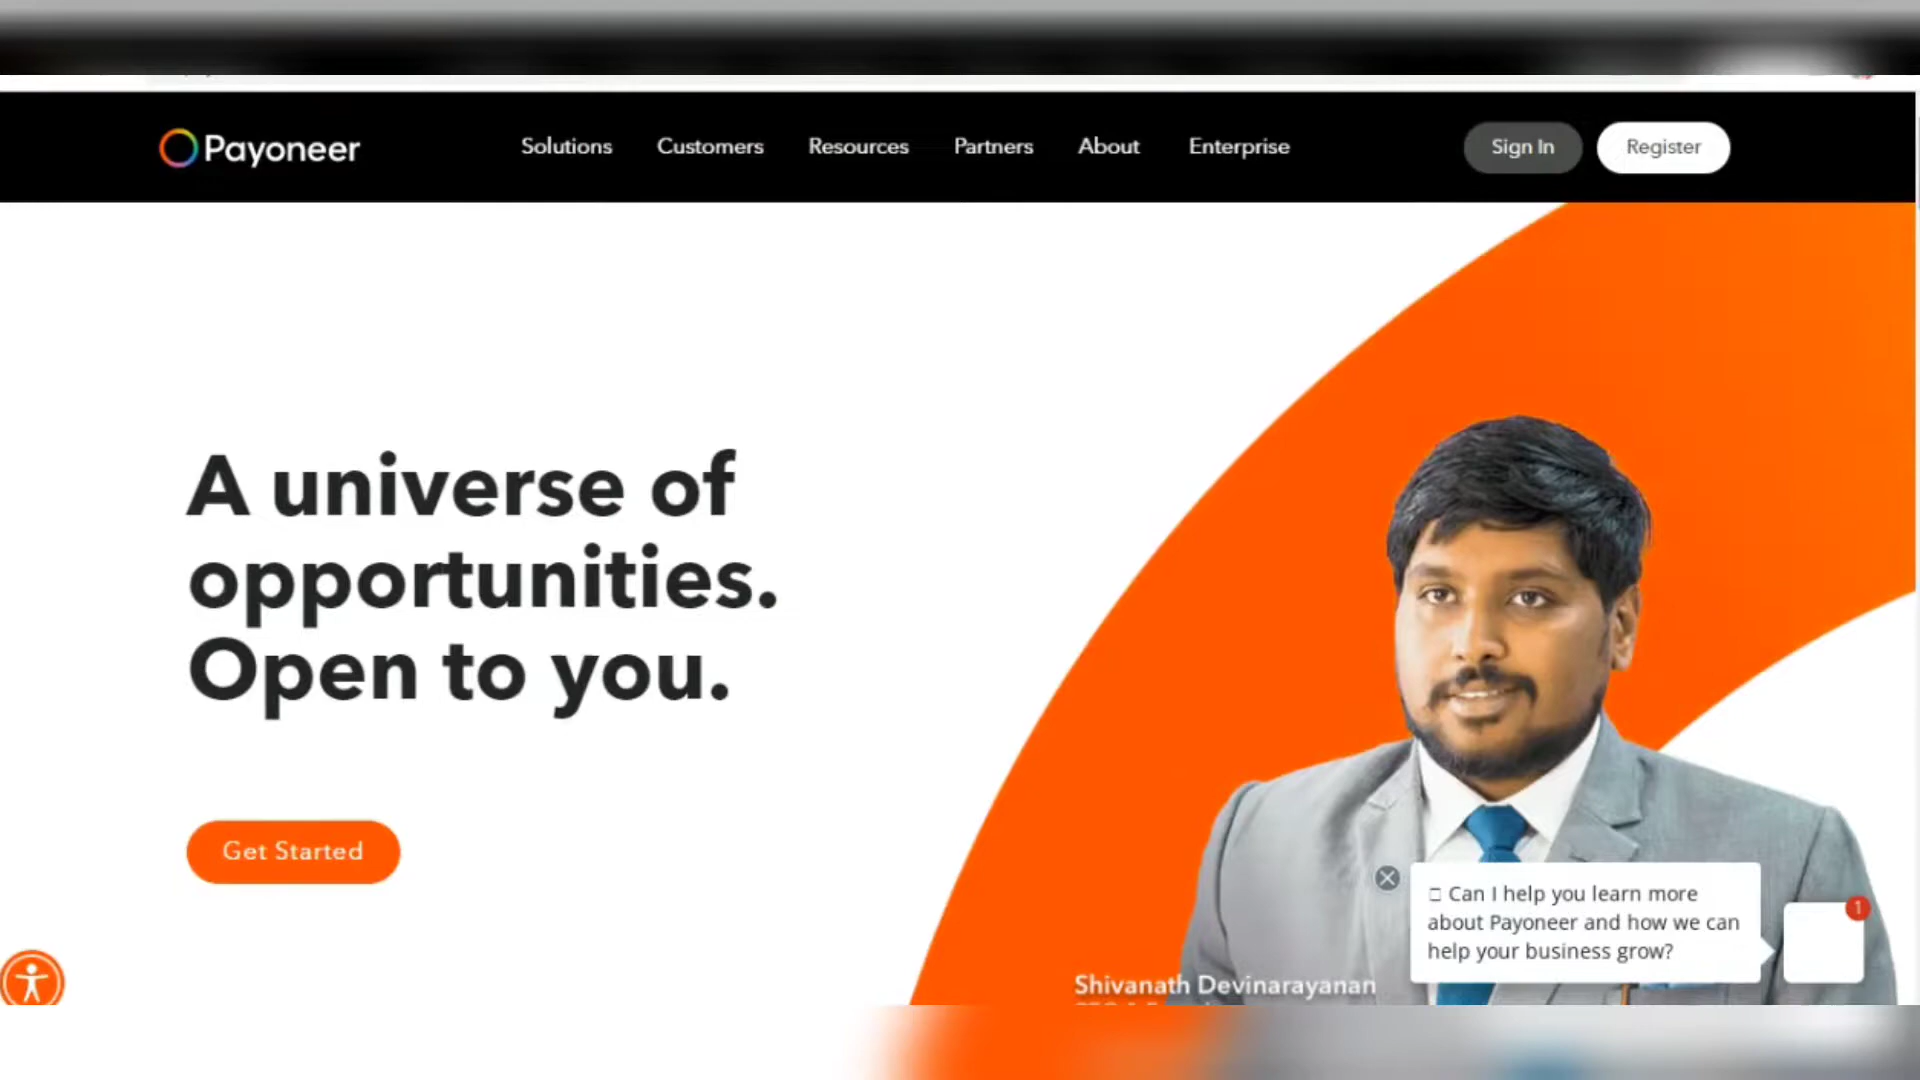 Payoneer
Solutions
Customers
Resources
Partners
About
Enterprise
Sign In
Register
A universe of
opportunities.
Open to you.
Get Started
Can I help you learn more
about Payoneer and how we can
help your business grow?
1
Shivanath Devinarayanan